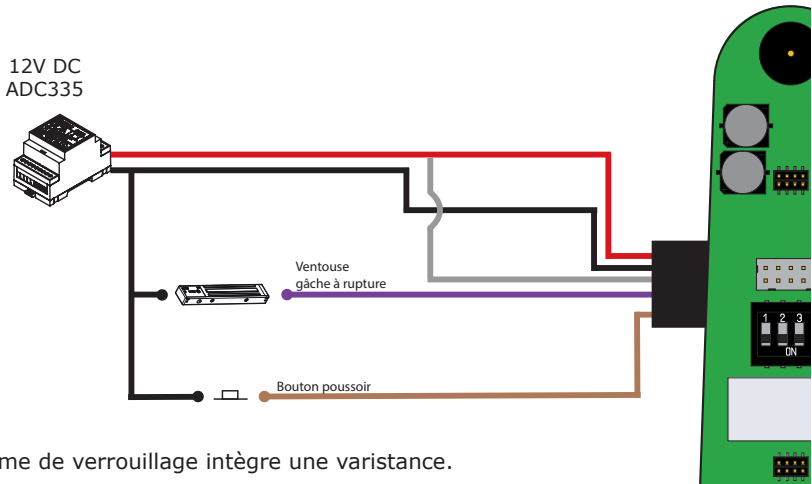 12V DC
ADC335
Ventouse
gâche à rupture
Bouton poussoir
1 2 3
ON
me de verrouillage intègre une varistance.